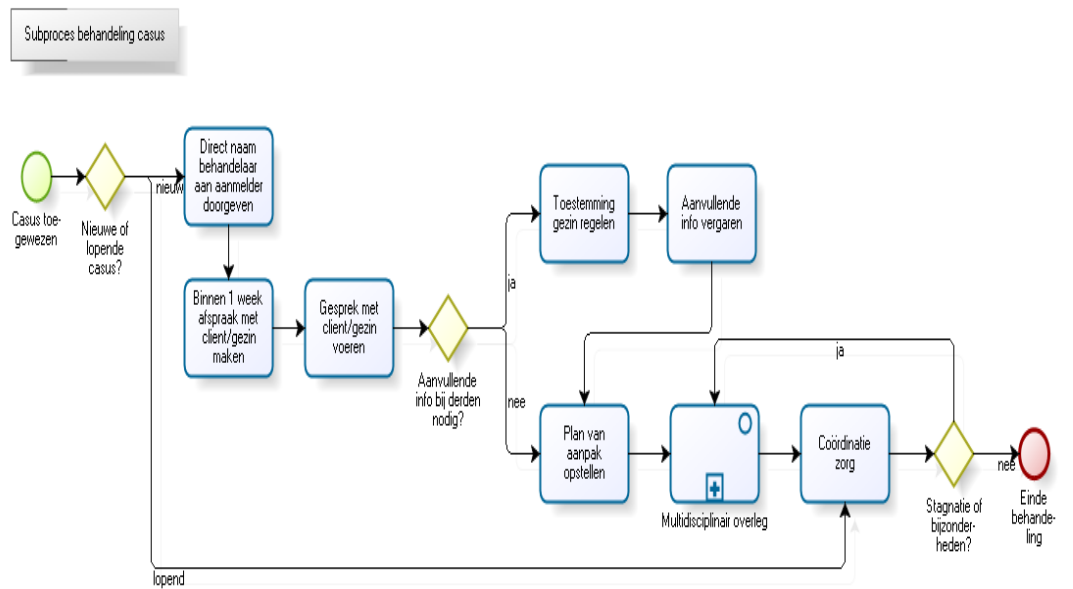 Subproces behandeling casus
Casus toe-
gewezen
Nieuwe of
lopende
casus?
nieuw
Direct naam
behandelaar
aan aanmelder
doorgeven
Binnen 1 week
afspraak met
client/gezin
maken
Gesprek met
client/gezin
voeren
Aanvullende
info bij derden
nodig?
ja
nee
Toestemming
gezin regelen
Aanvullende
info vergaren
Plan van
aanpak
opstellen
Multidisciplinair overleg
Coördinatie
zorg
ja
Stagnatie of
bijzonder-
heden?
nee
Einde
behande-
ling
lopend